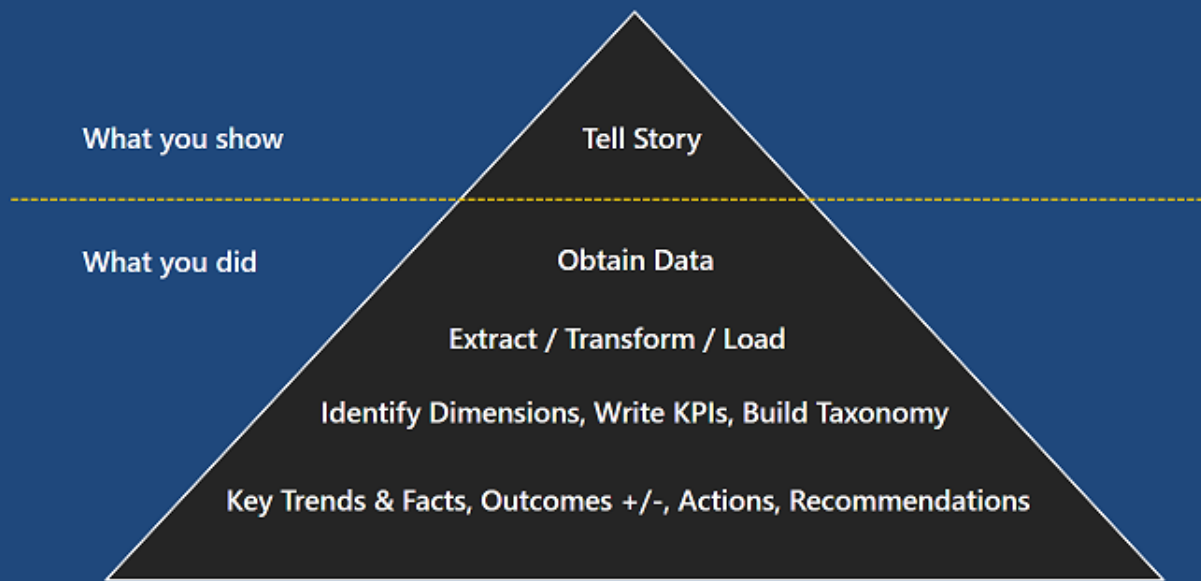 What you show
Tell Story
What you did
Obtain Data
Extract / Transform / Load
Identify Dimensions, Write KPIs, Build Taxonomy
Key Trends & Facts, Outcomes +/-, Actions, Recommendations